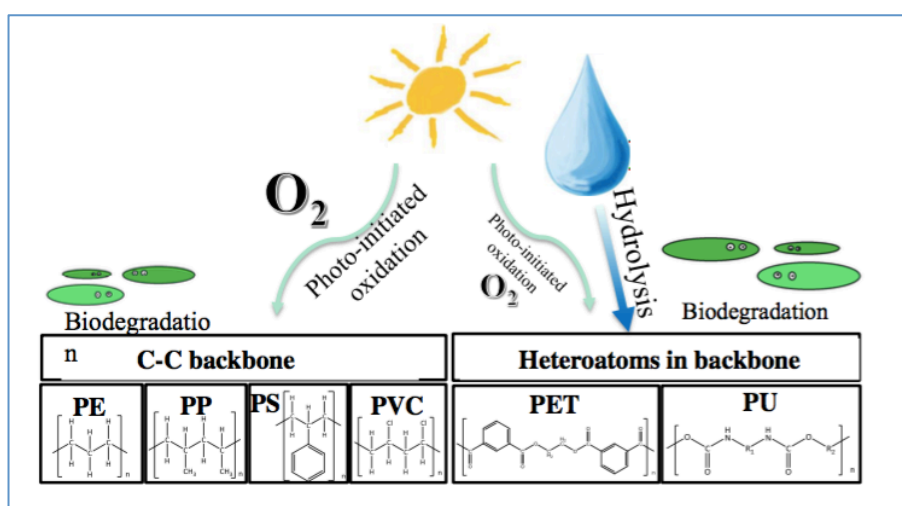 O2
Photo-initiated
oxidation
Photo-initiated
oxidation
O2
Hydrolysis
Biodegradatio
n
Biodegradation
C-C backbone
Heteroatoms in backbone
PE
PP
PS
PVC
PET
PU